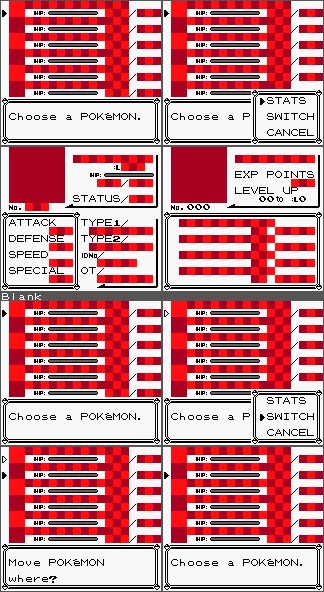 HP:
HP:
HP:
HP:
HP:
HP:
Choose a POKéMON.
HP:
HP:
HP:
HP:
HP:
HP:
Choose a P
STATS
SWITCH
CANCEL
:L
HP:
STATUS/
No.
ATTACK
DEFENSE
SPEED
SPECIAL
TYPE1/
TYPE2/
IDNo/
OT/
EXP POINTS
LEVEL UP
00 to :L0
No. 000
Blank
HP:
HP:
HP:
HP:
HP:
HP:
Choose a POKéMON.
HP:
HP:
HP:
HP:
HP:
HP:
Choose a P
STATS
SWITCH
CANCEL
HP:
HP:
HP:
HP:
HP:
HP:
Move POKéMON
where?
HP:
HP:
HP:
HP:
HP:
HP:
Choose a POKéMON.